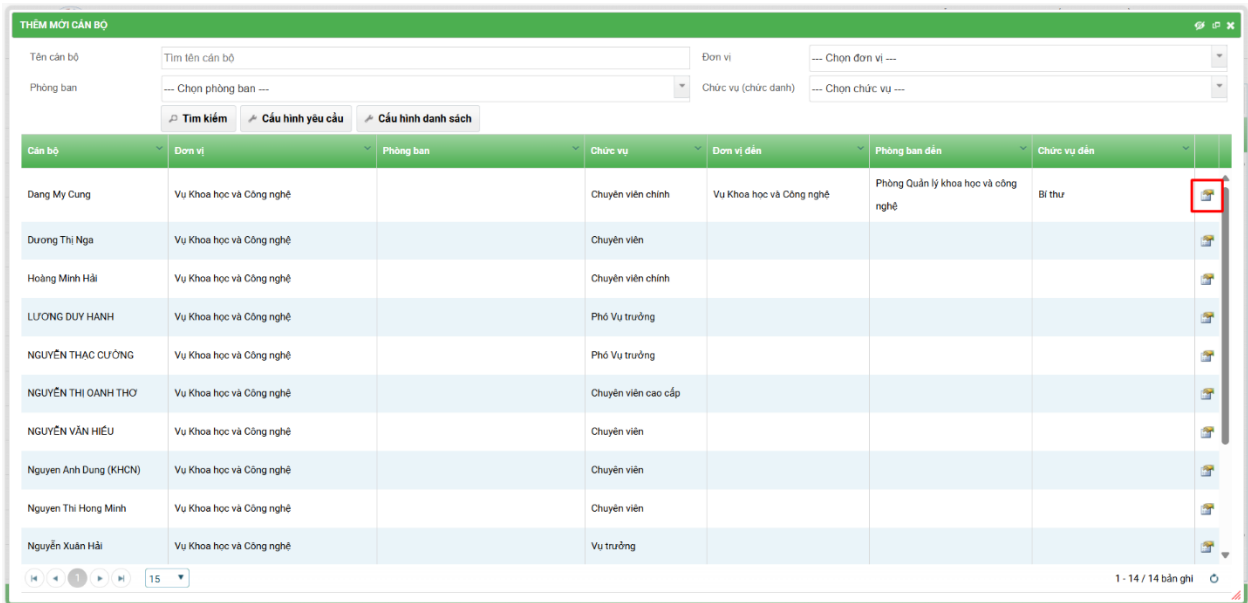 THÊM MỚI CÁN BỘ
Tên cán bộ
Tìm tên cán bộ
Đơn vị
--- Chọn đơn vị ---
Phòng ban
--- Chọn phòng ban ---
Chức vụ (chức danh)
--- Chọn chức vụ ---
Tìm kiếm
Cấu hình yêu cầu
Cấu hình danh sách
Cán bộ Đơn vị Phòng ban Chức vụ Đơn vị đến Phòng ban đến Chức vụ đến
Dang My Cung Vụ Khoa học và Công nghệ Chuyên viên chính Vụ Khoa học và Công nghệ Phòng Quản lý khoa học và công
nghệ Bí thư
Dương Thị Nga Vụ Khoa học và Công nghệ Chuyên viên
Hoàng Minh Hải Vụ Khoa học và Công nghệ Chuyên viên chính
LƯƠNG DUY HANH Vụ Khoa học và Công nghệ Phó Vụ trưởng
NGUYỄN THẠC CƯỜNG Vụ Khoa học và Công nghệ Phó Vụ trưởng
NGUYỄN THỊ OANH THƠ Vụ Khoa học và Công nghệ Chuyên viên cao cấp
NGUYỄN VĂN HIẾU Vụ Khoa học và Công nghệ Chuyên viên
Nguyen Anh Dung (KHCN) Vụ Khoa học và Công nghệ Chuyên viên
Nguyen Thi Hong Minh Vụ Khoa học và Công nghệ Chuyên viên
Nguyễn Xuân Hải Vụ Khoa học và Công nghệ Vụ trưởng
1 15 1 - 14 / 14 bản ghi